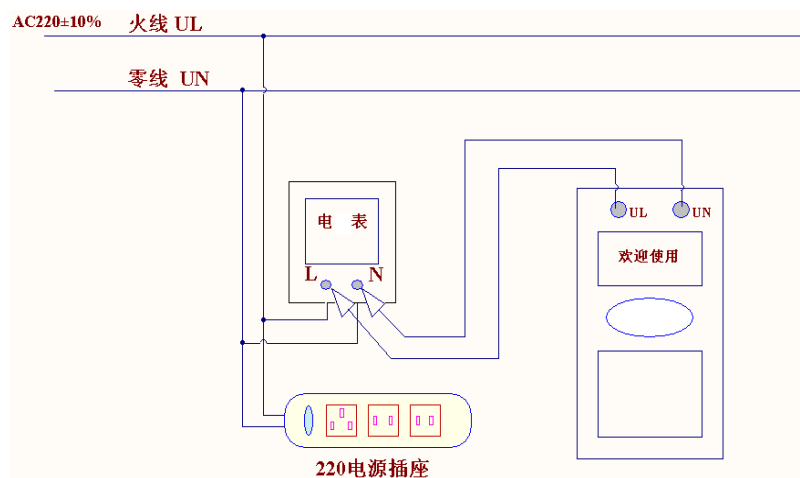 AC220±10%
火线 UL
零线 UN
电 表
L N
UL UN
欢迎使用
220电源插座